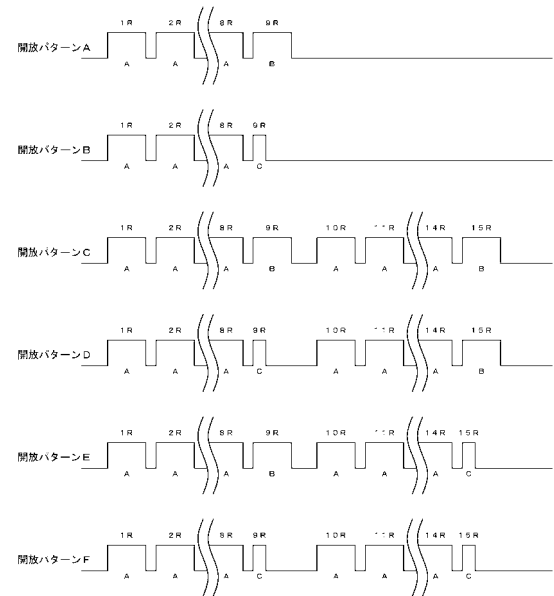 1R 2R 8R 9R
開放パターンA
A A A B
1R 2R 8R 9R
開放パターンB
A A A C
1R 2R 8R 9R 10R 11R 14R 15R
開放パターンC
A A A B A A A B
1R 2R 8R 9R 10R 11R 14R 15R
開放パターンD
A A A C A A A B
1R 2R 8R 9R 10R 11R 14R 15R
開放パターンE
A A A B A A A C
1R 2R 8R 9R 10R 11R 14R 15R
開放パターンF
A A A C A A A C